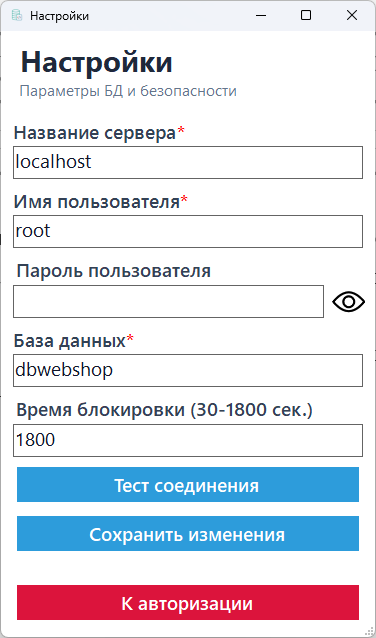 Настройки
Настройки
Параметры БД и безопасности
Название сервера*
localhost
Имя пользователя*
root
Пароль пользователя
База данных*
dbwebshop
Время блокировки (30-1800 сек.)
1800
Тест соединения
Сохранить изменения
К авторизации